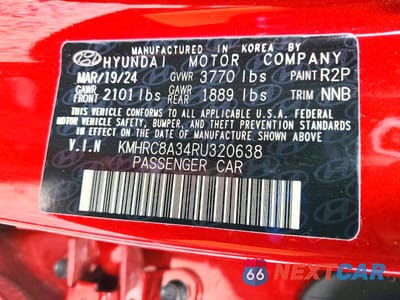 MANUFACTURED IN KOREA BY
HYUNDAI MOTOR COMPANY
MAR/19/24 GVWR 3770 lbs PAINT R2P
GAWR FRONT 2101 lbs GAWR REAR 1889 lbs TRIM NNB
THIS VEHICLE CONFORMS TO ALL APPLICABLE U.S. FEDERAL
MOTOR VEHICLE SAFETY, BUMPER, AND THEFT PREVENTION
STANDARDS IN EFFECT ON THE DATE OF MANUFACTURE
SHOWN ABOVE.
V.I.N KMHRC8A34RU320638
PASSENGER CAR
66 NEXTCAR